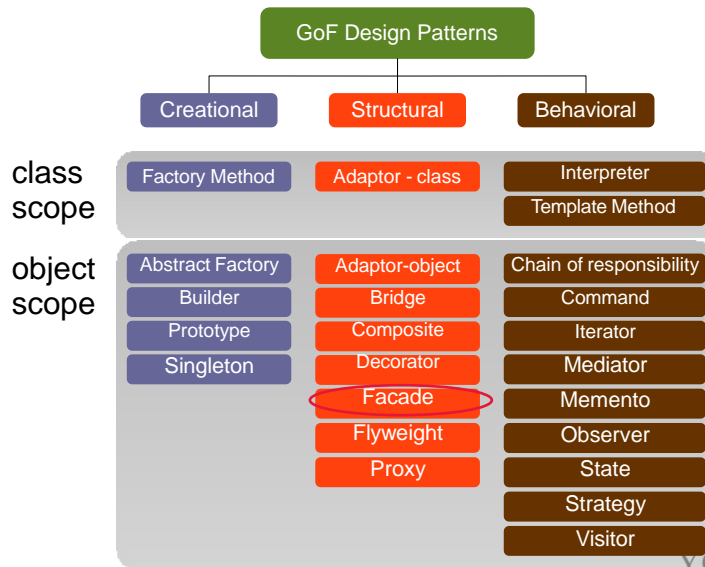 GoF Design Patterns
Creational
Structural
Behavioral
class
scope
Factory Method
Adaptor - class
Interpreter
Template Method
object
scope
Abstract Factory
Builder
Prototype
Singleton
Adaptor-object
Bridge
Composite
Decorator
Facade
Flyweight
Proxy
Chain of responsibility
Command
Iterator
Mediator
Memento
Observer
State
Strategy
Visitor